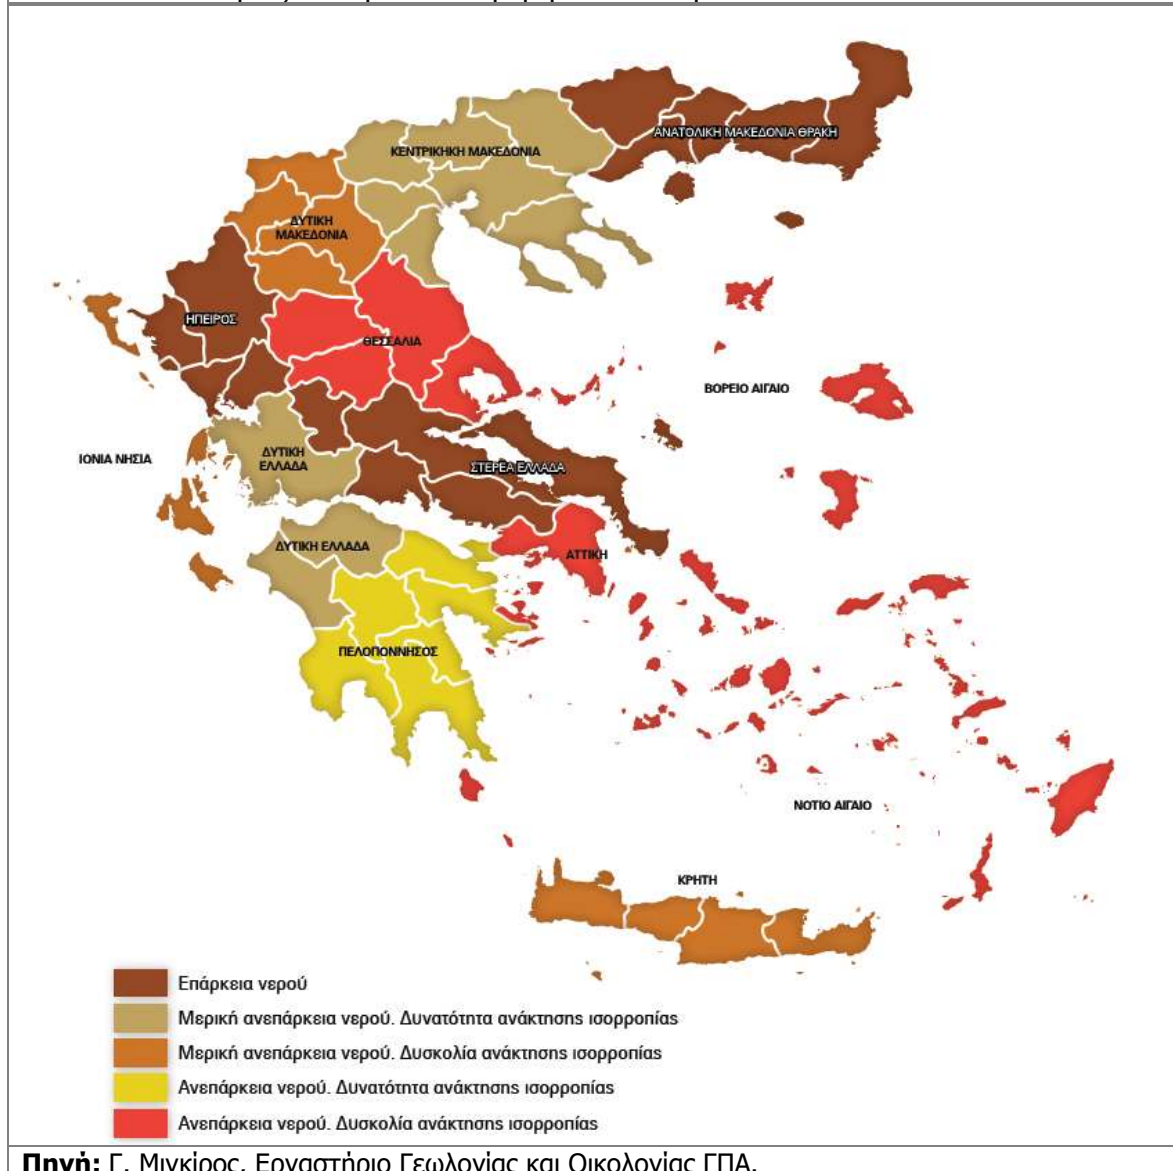 ΑΝΑΤΟΛΙΚΗ ΜΑΚΕΔΟΝΙΑ ΘΡΑΚΗ
ΚΕΝΤΡΙΚΗΚΗ ΜΑΚΕΔΟΝΙΑ
ΔΥΤΙΚΗ
ΜΑΚΕΔΟΝΙΑ
ΗΠΕΙΡΟΣ
ΘΕΣΣΑΛΙΑ
ΒΟΡΕΙΟ ΑΙΓΑΙΟ
ΙΟΝΙΑ ΝΗΣΙΑ
ΔΥΤΙΚΗ
ΕΛΛΑΔΑ
ΣΤΕΡΕΑ ΕΛΛΑΔΑ
ΔΥΤΙΚΗ ΕΛΛΑΔΑ
ΑΤΤΙΚΗ
ΠΕΛΟΠΟΝΝΗΣΟΣ
ΝΟΤΙΟ ΑΙΓΑΙΟ
ΚΡΗΤΗ
Επάρκεια νερού
Μερική ανεπάρκεια νερού. Δυνατότητα ανάκτησης ισορροπίας
Μερική ανεπάρκεια νερού. Δυσκολία ανάκτησης ισορροπίας
Ανεπάρκεια νερού. Δυνατότητα ανάκτησης ισορροπίας
Ανεπάρκεια νερού. Δυσκολία ανάκτησης ισορροπίας
Πηγή: Γ. Μιγκίρος, Εργαστήριο Γεωλογίας και Οικολογίας ΓΠΑ.